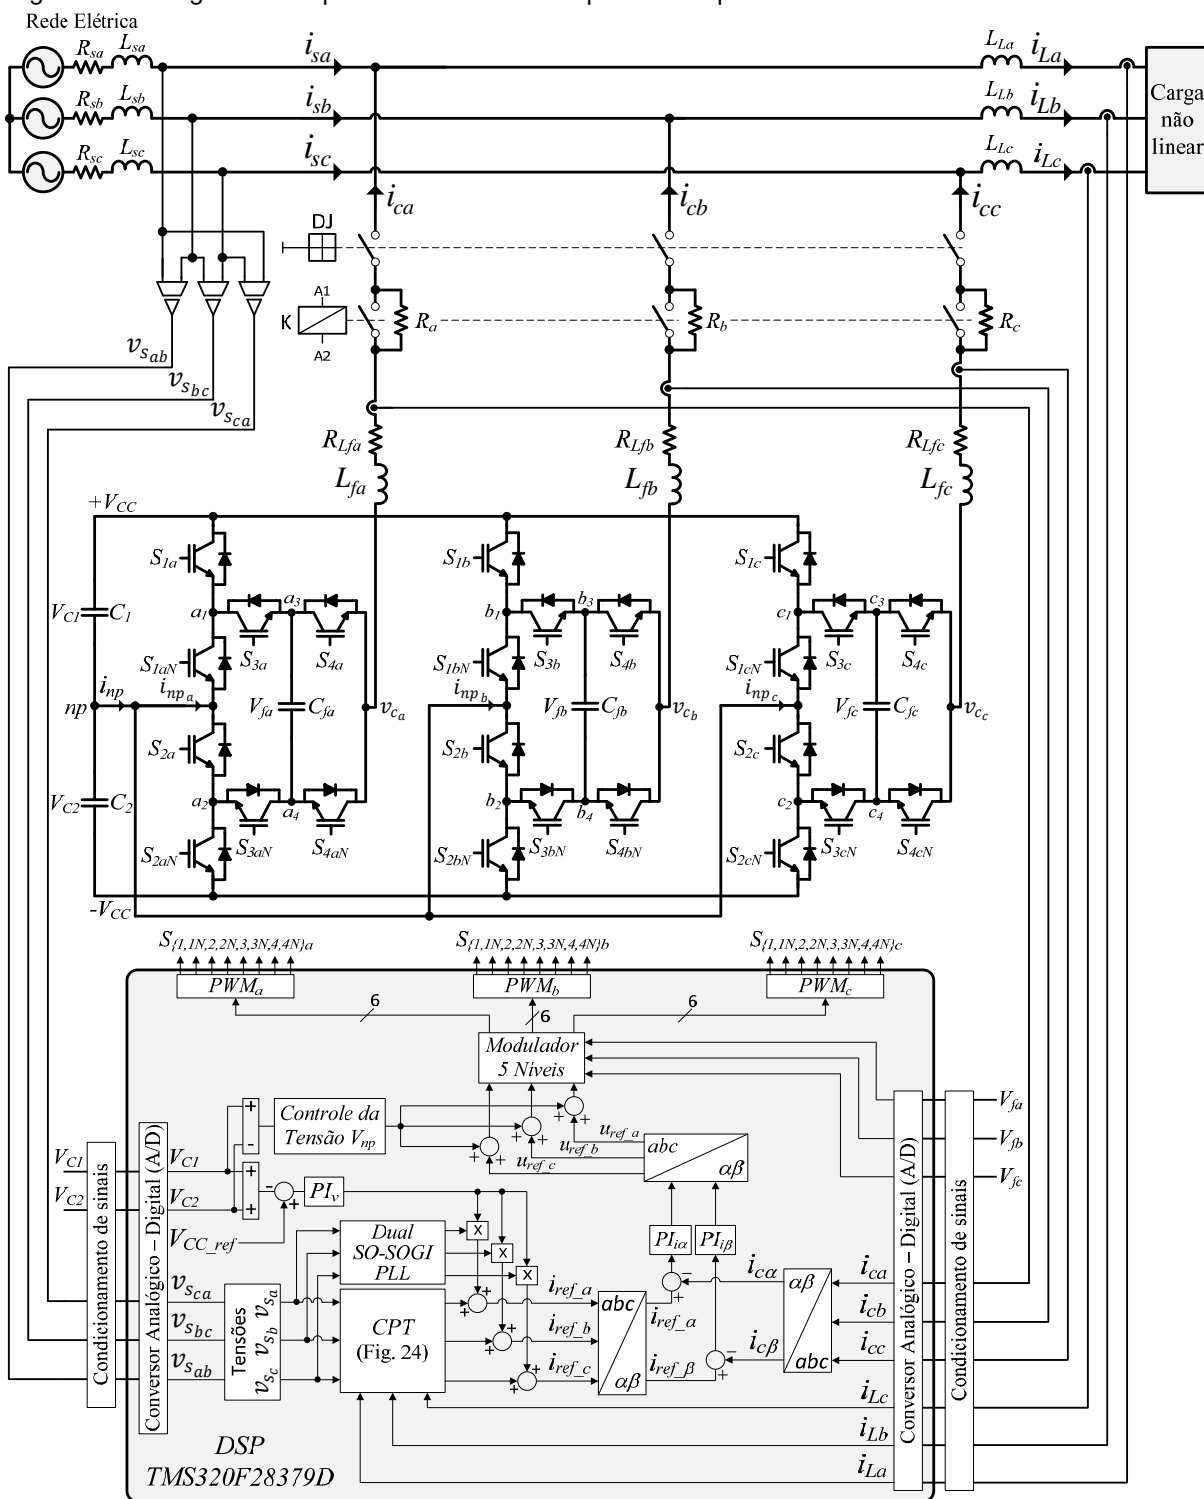 Rede Elétrica
R_sa L_sa
i_sa
L_La
i_La
R_sb L_sb
i_sb
L_Lb
i_Lb
R_sc L_sc
i_sc
L_Lc
i_Lc
Carga
não
linear
i_ca
i_cb
i_cc
DJ
A1
K
A2
R_a
R_b
R_c
v_s_ab
v_s_bc
v_s_ca
R_Lfa
R_Lfb
R_Lfc
L_fa
L_fb
L_fc
+V_CC
S_1a
S_1b
S_1c
a_1
a_3
b_1
b_3
c_1
c_3
V_C1
C_1
S_3a
S_4a
S_3b
S_4b
S_3c
S_4c
S_1aN
S_1bN
S_1cN
np
i_np
i_np_a
i_np_b
i_np_c
V_fa
C_fa
v_c_a
V_fb
C_fb
v_c_b
V_fc
C_fc
v_c_c
S_2a
S_2b
S_2c
V_C2
C_2
a_2
a_4
b_2
b_4
c_2
c_4
S_3aN
S_4aN
S_3bN
S_4bN
S_3cN
S_4cN
S_2aN
S_2bN
S_2cN
-V_CC
S_{1,1N,2,2N,3,3N,4,4N}a
S_{1,1N,2,2N,3,3N,4,4N}b
S_{1,1N,2,2N,3,3N,4,4N}c
PWM_a
PWM_b
PWM_c
6
6
6
Modulador
5 Níveis
+
-
Controle da
Tensão V_np
+ +
+ +
+ +
u_ref_a
u_ref_b
u_ref_c
abc
αβ
V_fa
V_fb
V_fc
V_C1
V_C2
Condicionamento de sinais
Conversor Analógico – Digital (A/D)
V_C1
V_C2
+
+
-
+
PI_v
V_CC_ref
Dual
SO-SOGI
PLL
x
x
x
PI_iα
PI_iβ
v_s_ca
v_s_bc
v_s_ab
Tensões
v_s_a
v_s_b
v_s_c
CPT
(Fig. 24)
+ +
+ +
+ +
i_ref_a
i_ref_b
i_ref_c
abc
αβ
i_ref_α
i_ref_β
−
+
−
+
i_cα
i_cβ
αβ
abc
i_ca
i_cb
i_cc
i_Lc
i_Lb
i_La
Conversor Analógico – Digital (A/D)
Condicionamento de sinais
DSP
TMS320F28379D